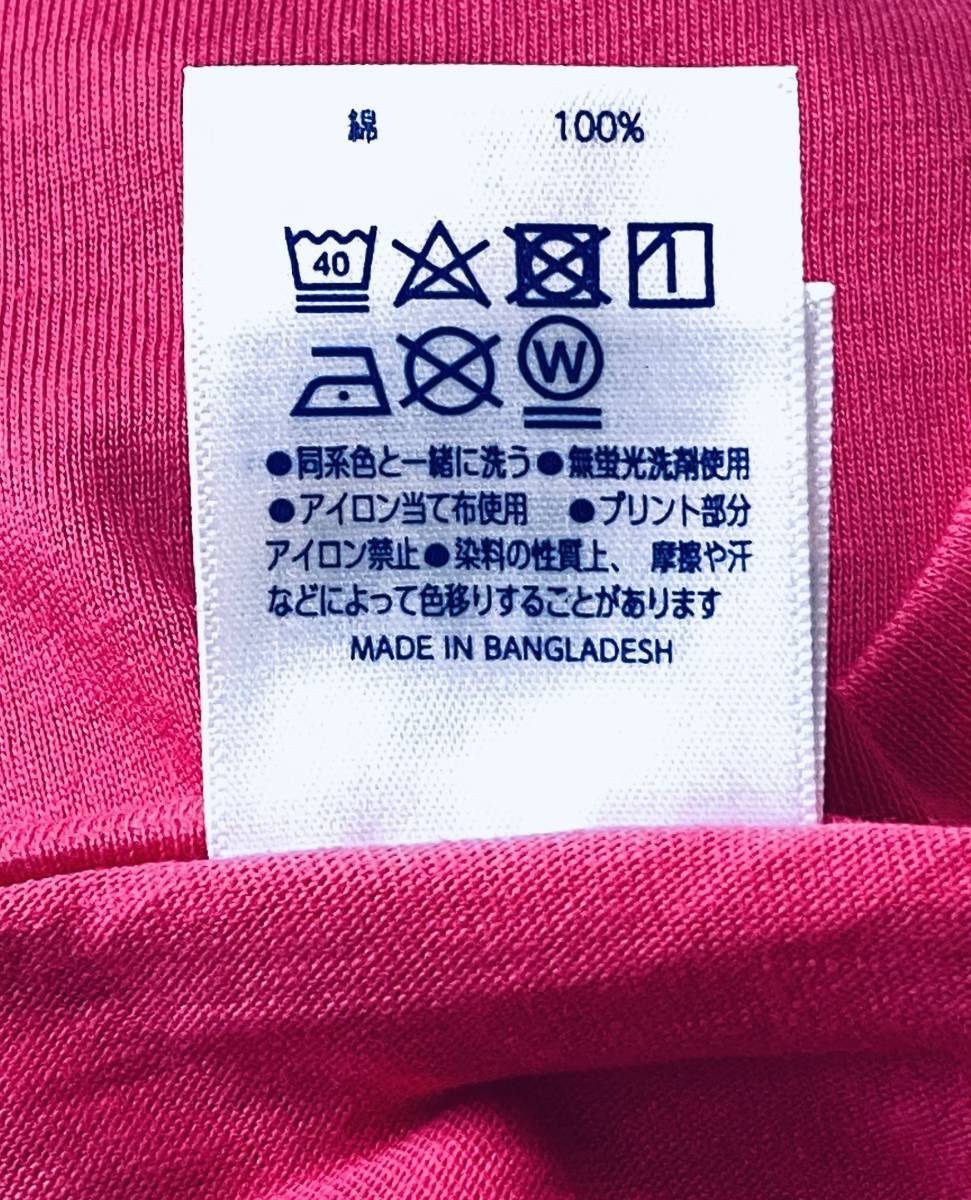 綿 100%
40
W
●同系色と一緒に洗う●無蛍光洗剤使用
●アイロン当て布使用 ●プリント部分
アイロン禁止●染料の性質上、 摩擦や汗
などによって色移りすることがあります
MADE IN BANGLADESH